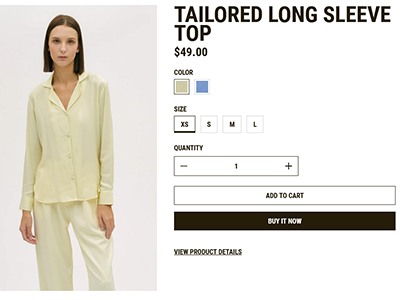 TAILORED LONG SLEEVE
TOP
$49.00
COLOR
SIZE
XS S M L
QUANTITY
— 1 +
ADD TO CART
BUY IT NOW
VIEW PRODUCT DETAILS